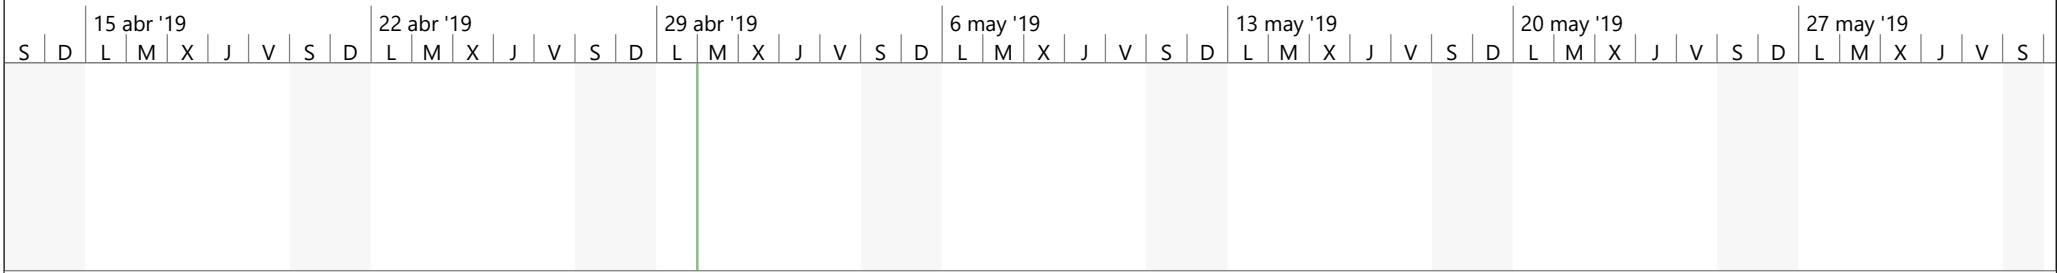 15 abr '19 22 abr '19 29 abr '19 6 may '19 13 may '19 20 may '19 27 may '19
S D L M X J V S D L M X J V S D L M X J V S D L M X J V S D L M X J V S D L M X J V S D L M X J V S